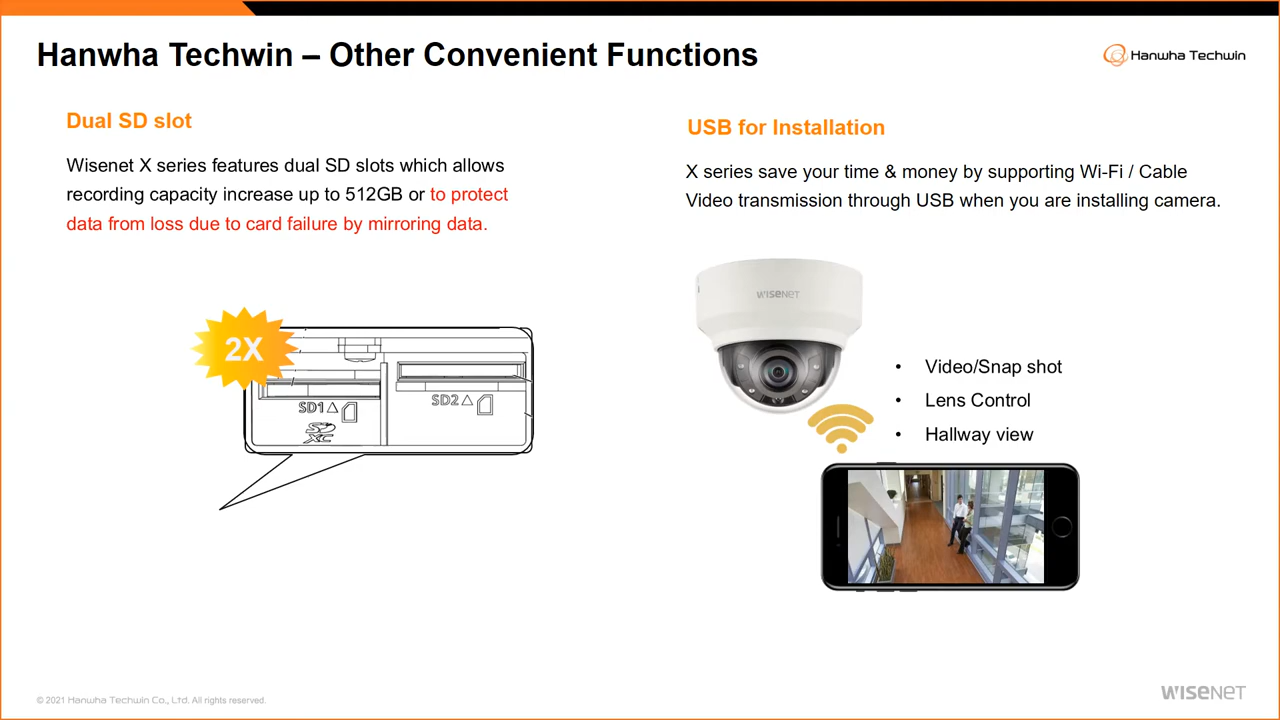 Hanwha Techwin – Other Convenient Functions
Hanwha Techwin
Dual SD slot
Wisenet X series features dual SD slots which allows
recording capacity increase up to 512GB or to protect
data from loss due to card failure by mirroring data.
2X
SD1
SD2
SD
XC
USB for Installation
X series save your time & money by supporting Wi-Fi / Cable
Video transmission through USB when you are installing camera.
WISENET
• Video/Snap shot
• Lens Control
• Hallway view
© 2021 Hanwha Techwin Co., Ltd. All rights reserved.
WISENET